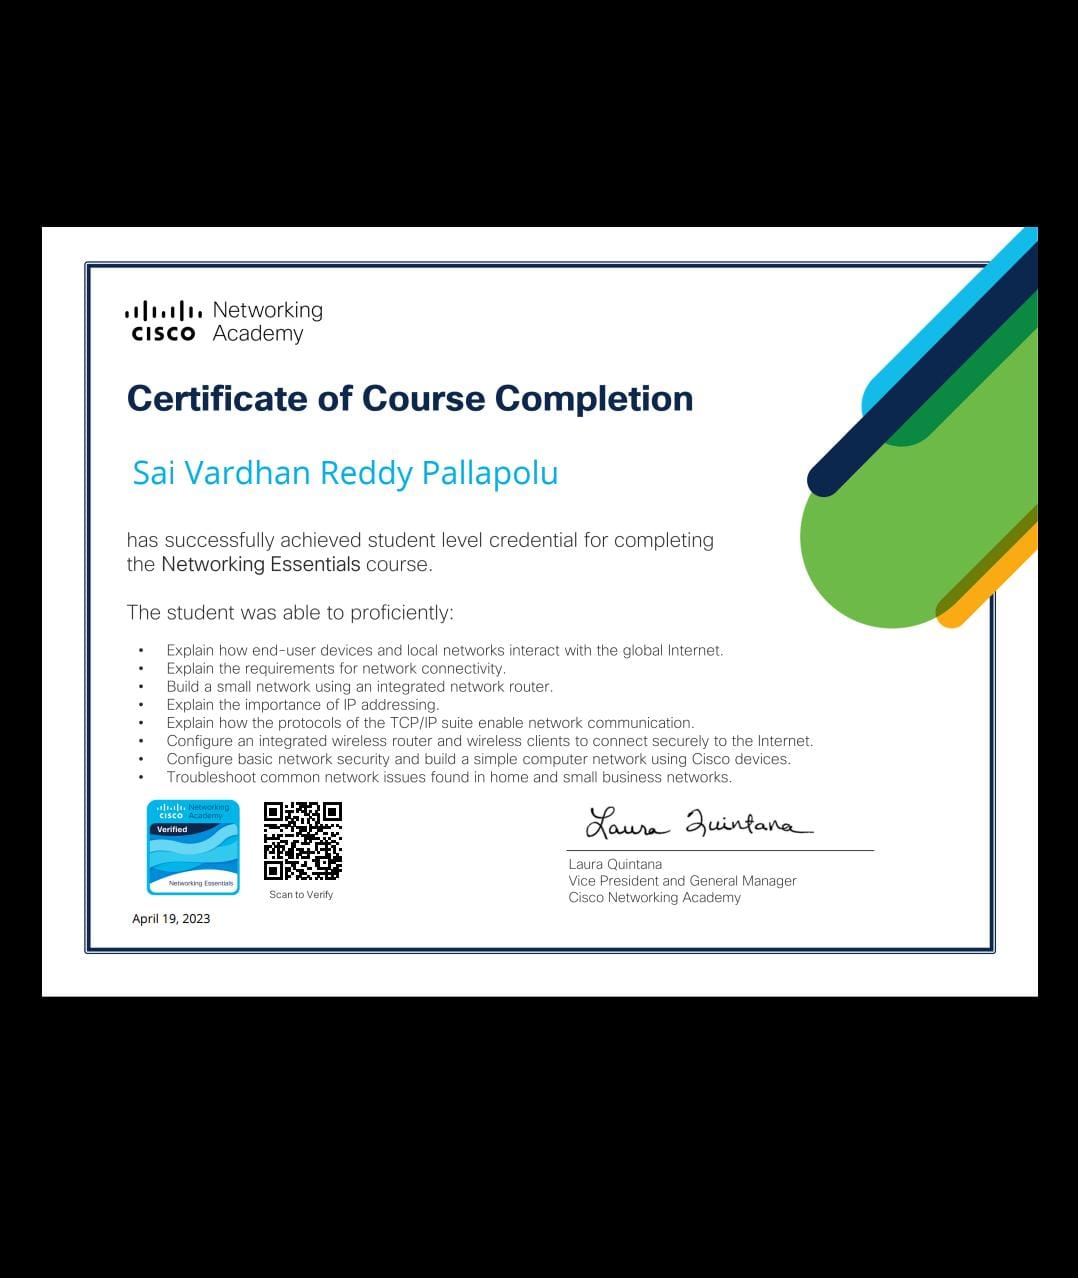 CISCO Networking Academy
Certificate of Course Completion
Sai Vardhan Reddy Pallapolu
has successfully achieved student level credential for completing
the Networking Essentials course.
The student was able to proficiently:
• Explain how end-user devices and local networks interact with the global Internet.
• Explain the requirements for network connectivity.
• Build a small network using an integrated network router.
• Explain the importance of IP addressing.
• Explain how the protocols of the TCP/IP suite enable network communication.
• Configure an integrated wireless router and wireless clients to connect securely to the Internet.
• Configure basic network security and build a simple computer network using Cisco devices.
• Troubleshoot common network issues found in home and small business networks.
CISCO Networking Academy
Verified
Networking Essentials
Scan to Verify
April 19, 2023
Laura Quintana
Laura Quintana
Vice President and General Manager
Cisco Networking Academy